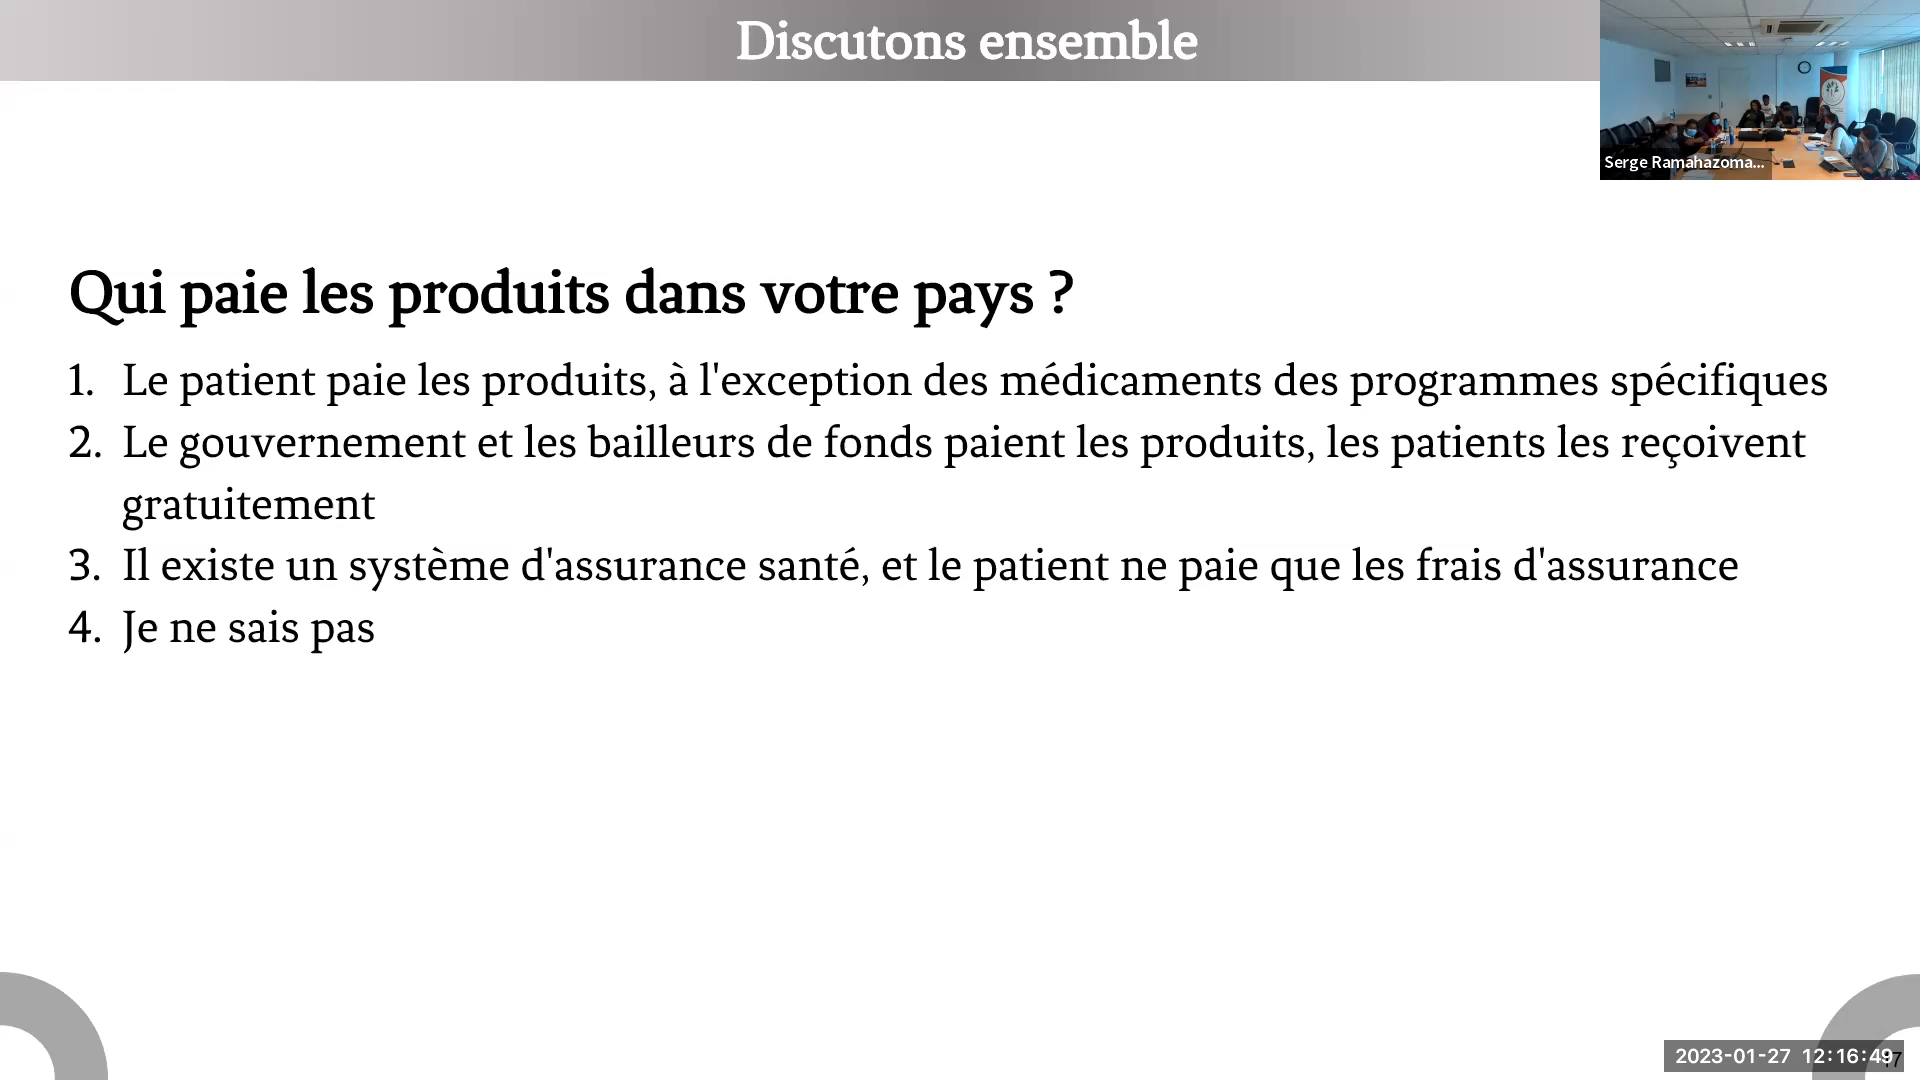 Discutons ensemble
Serge Ramahazoma...
Qui paie les produits dans votre pays ?
1. Le patient paie les produits, à l'exception des médicaments des programmes spécifiques
2. Le gouvernement et les bailleurs de fonds paient les produits, les patients les reçoivent
gratuitement
3. Il existe un système d'assurance santé, et le patient ne paie que les frais d'assurance
4. Je ne sais pas
2023-01-27 12:16:49